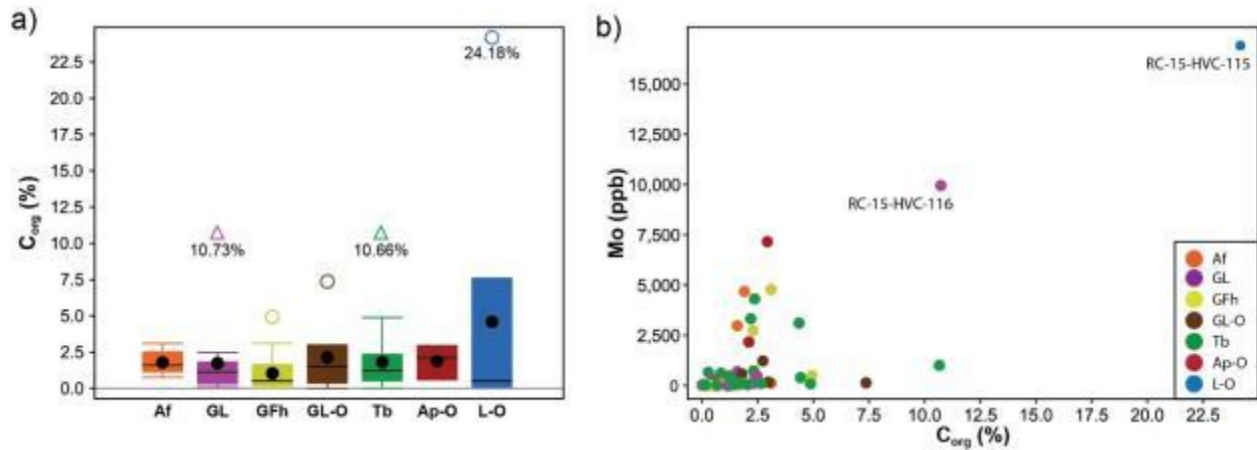 a)
C_org (%)
22.5
20.0
17.5
15.0
12.5
10.0
7.5
5.0
2.5
0.0
24.18%
10.73%
10.66%
Af GL GFh GL-O Tb Ap-O L-O
b)
Mo (ppb)
15,000
12,500
10,000
7,500
5,000
2,500
0
RC-15-HVC-115
RC-15-HVC-116
Af
GL
GFh
GL-O
Tb
Ap-O
L-O
0.0 2.5 5.0 7.5 10.0 12.5 15.0 17.5 20.0 22.5
C_org (%)